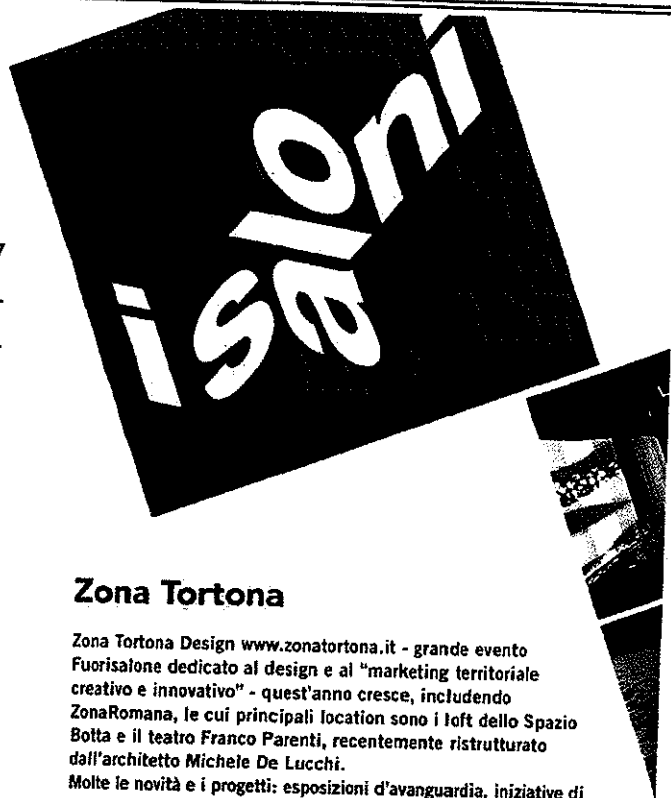 i saloni
Zona Tortona
Zona Tortona Design www.zonatortona.it - grande evento
Fuorisalone dedicato al design e al "marketing territoriale
creativo e innovativo" - quest'anno cresce, includendo
ZonaRomana, le cui principali location sono i loft dello Spazio
Botta e il teatro Franco Parenti, recentemente ristrutturato
dall'architetto Michele De Lucchi.
Molte le novità e i progetti: esposizioni d'avanguardia, iniziative di